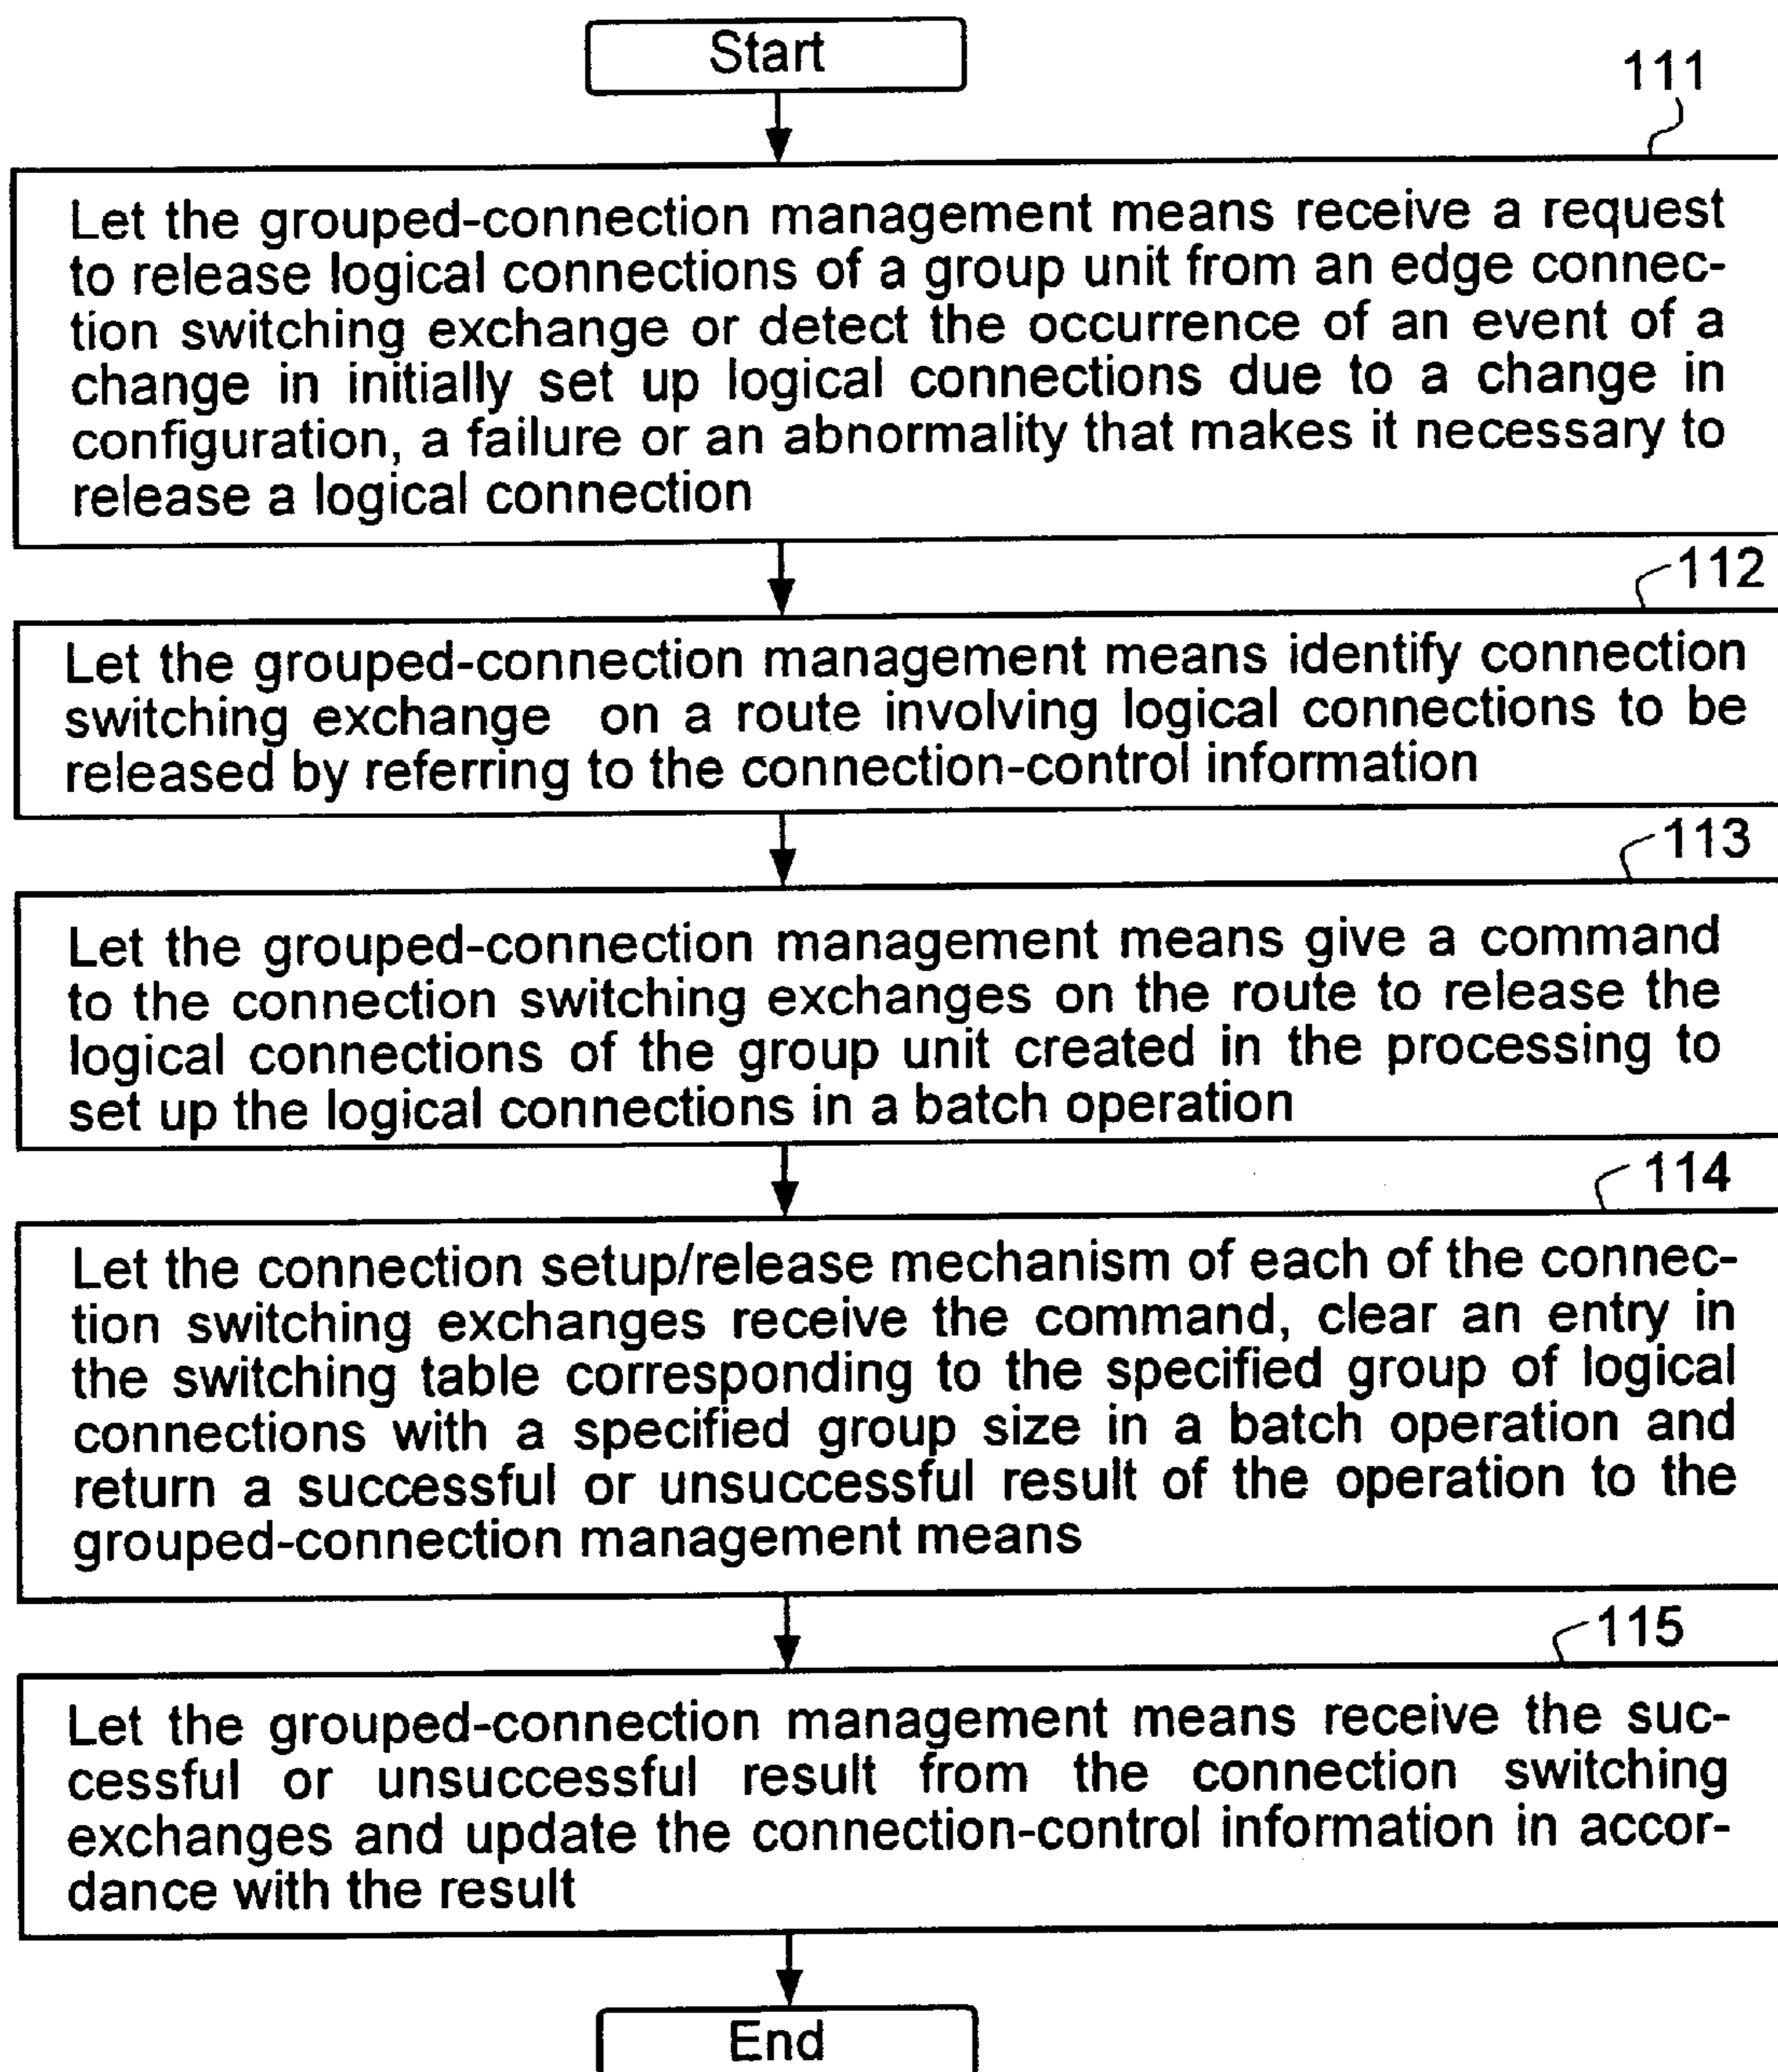 Start
111
Let the grouped-connection management means receive a request
to release logical connections of a group unit from an edge connec-
tion switching exchange or detect the occurrence of an event of a
change in initially set up logical connections due to a change in
configuration, a failure or an abnormality that makes it necessary to
release a logical connection
112
Let the grouped-connection management means identify connection
switching exchange on a route involving logical connections to be
released by referring to the connection-control information
113
Let the grouped-connection management means give a command
to the connection switching exchanges on the route to release the
logical connections of the group unit created in the processing to
set up the logical connections in a batch operation
114
Let the connection setup/release mechanism of each of the connec-
tion switching exchanges receive the command, clear an entry in
the switching table corresponding to the specified group of logical
connections with a specified group size in a batch operation and
return a successful or unsuccessful result of the operation to the
grouped-connection management means
115
Let the grouped-connection management means receive the suc-
cessful or unsuccessful result from the connection switching
exchanges and update the connection-control information in accor-
dance with the result
End